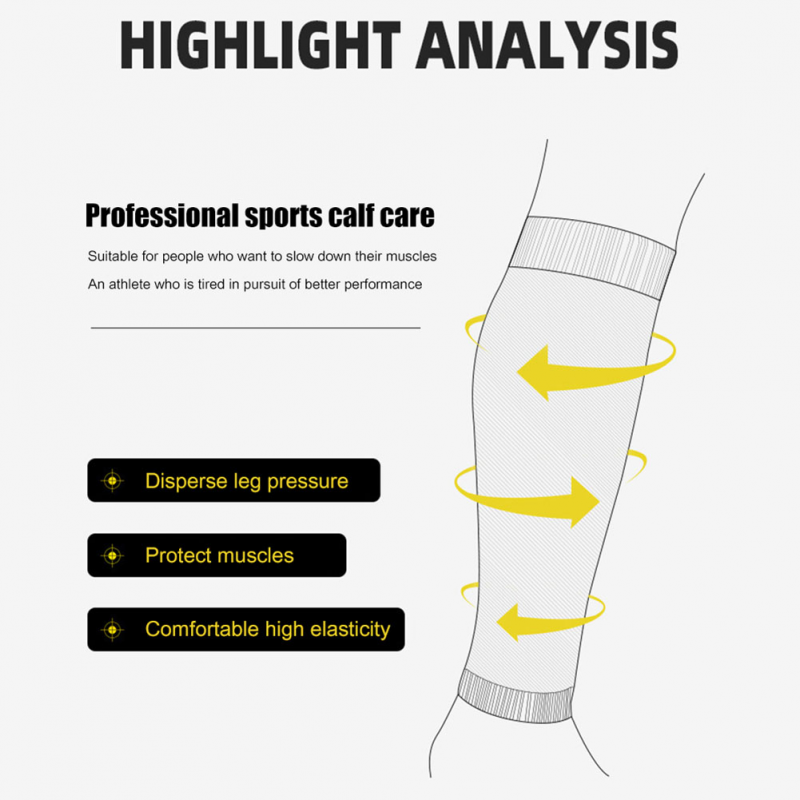 HIGHLIGHT ANALYSIS
Professional sports calf care
Suitable for people who want to slow down their muscles
An athlete who is tired in pursuit of better performance
Disperse leg pressure
Protect muscles
Comfortable high elasticity